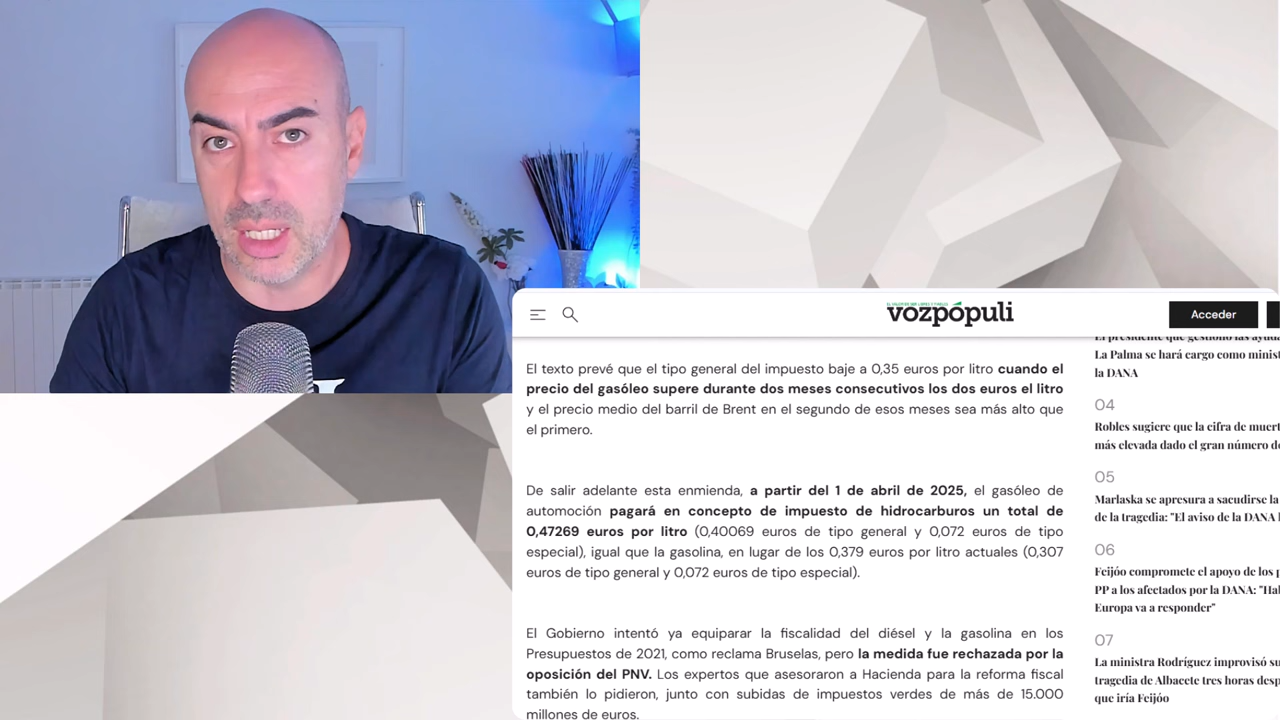 vozpópuli
Acceder
El texto prevé que el tipo general del impuesto baje a 0,35 euros por litro cuando el
precio del gasóleo supere durante dos meses consecutivos los dos euros el litro
y el precio medio del barril de Brent en el segundo de esos meses sea más alto que
el primero.
De salir adelante esta enmienda, a partir del 1 de abril de 2025, el gasóleo de
automoción pagará en concepto de impuesto de hidrocarburos un total de
0,47269 euros por litro (0,40069 euros de tipo general y 0,072 euros de tipo
especial), igual que la gasolina, en lugar de los 0,379 euros por litro actuales (0,307
euros de tipo general y 0,072 euros de tipo especial).
El Gobierno intentó ya equiparar la fiscalidad del diésel y la gasolina en los
Presupuestos de 2021, como reclama Bruselas, pero la medida fue rechazada por la
oposición del PNV. Los expertos que asesoraron a Hacienda para la reforma fiscal
también lo pidieron, junto con subidas de impuestos verdes de más de 15.000
millones de euros.
El presidente que gestionó las
La Palma se hará cargo como
la DANA
04
Robles sugiere que la cifra de
más elevada dado el gran número
05
Marlaska se apresura a sacudirse la
de la tragedia: "El aviso de la DANA
06
Feijóo compromete el apoyo de los
PP a los afectados por la DANA:
Europa va a responder"
07
La ministra Rodríguez improvisó
tragedia de Albacete tres horas
que iría Feijóo